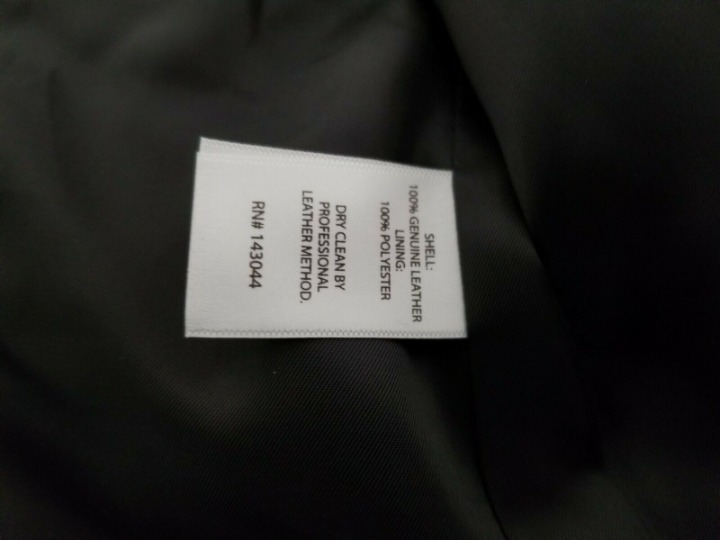 SHELL:
100% GENUINE LEATHER
LINING:
100% POLYESTER
DRY CLEAN BY
PROFESSIONAL
LEATHER METHOD.
RN# 143044